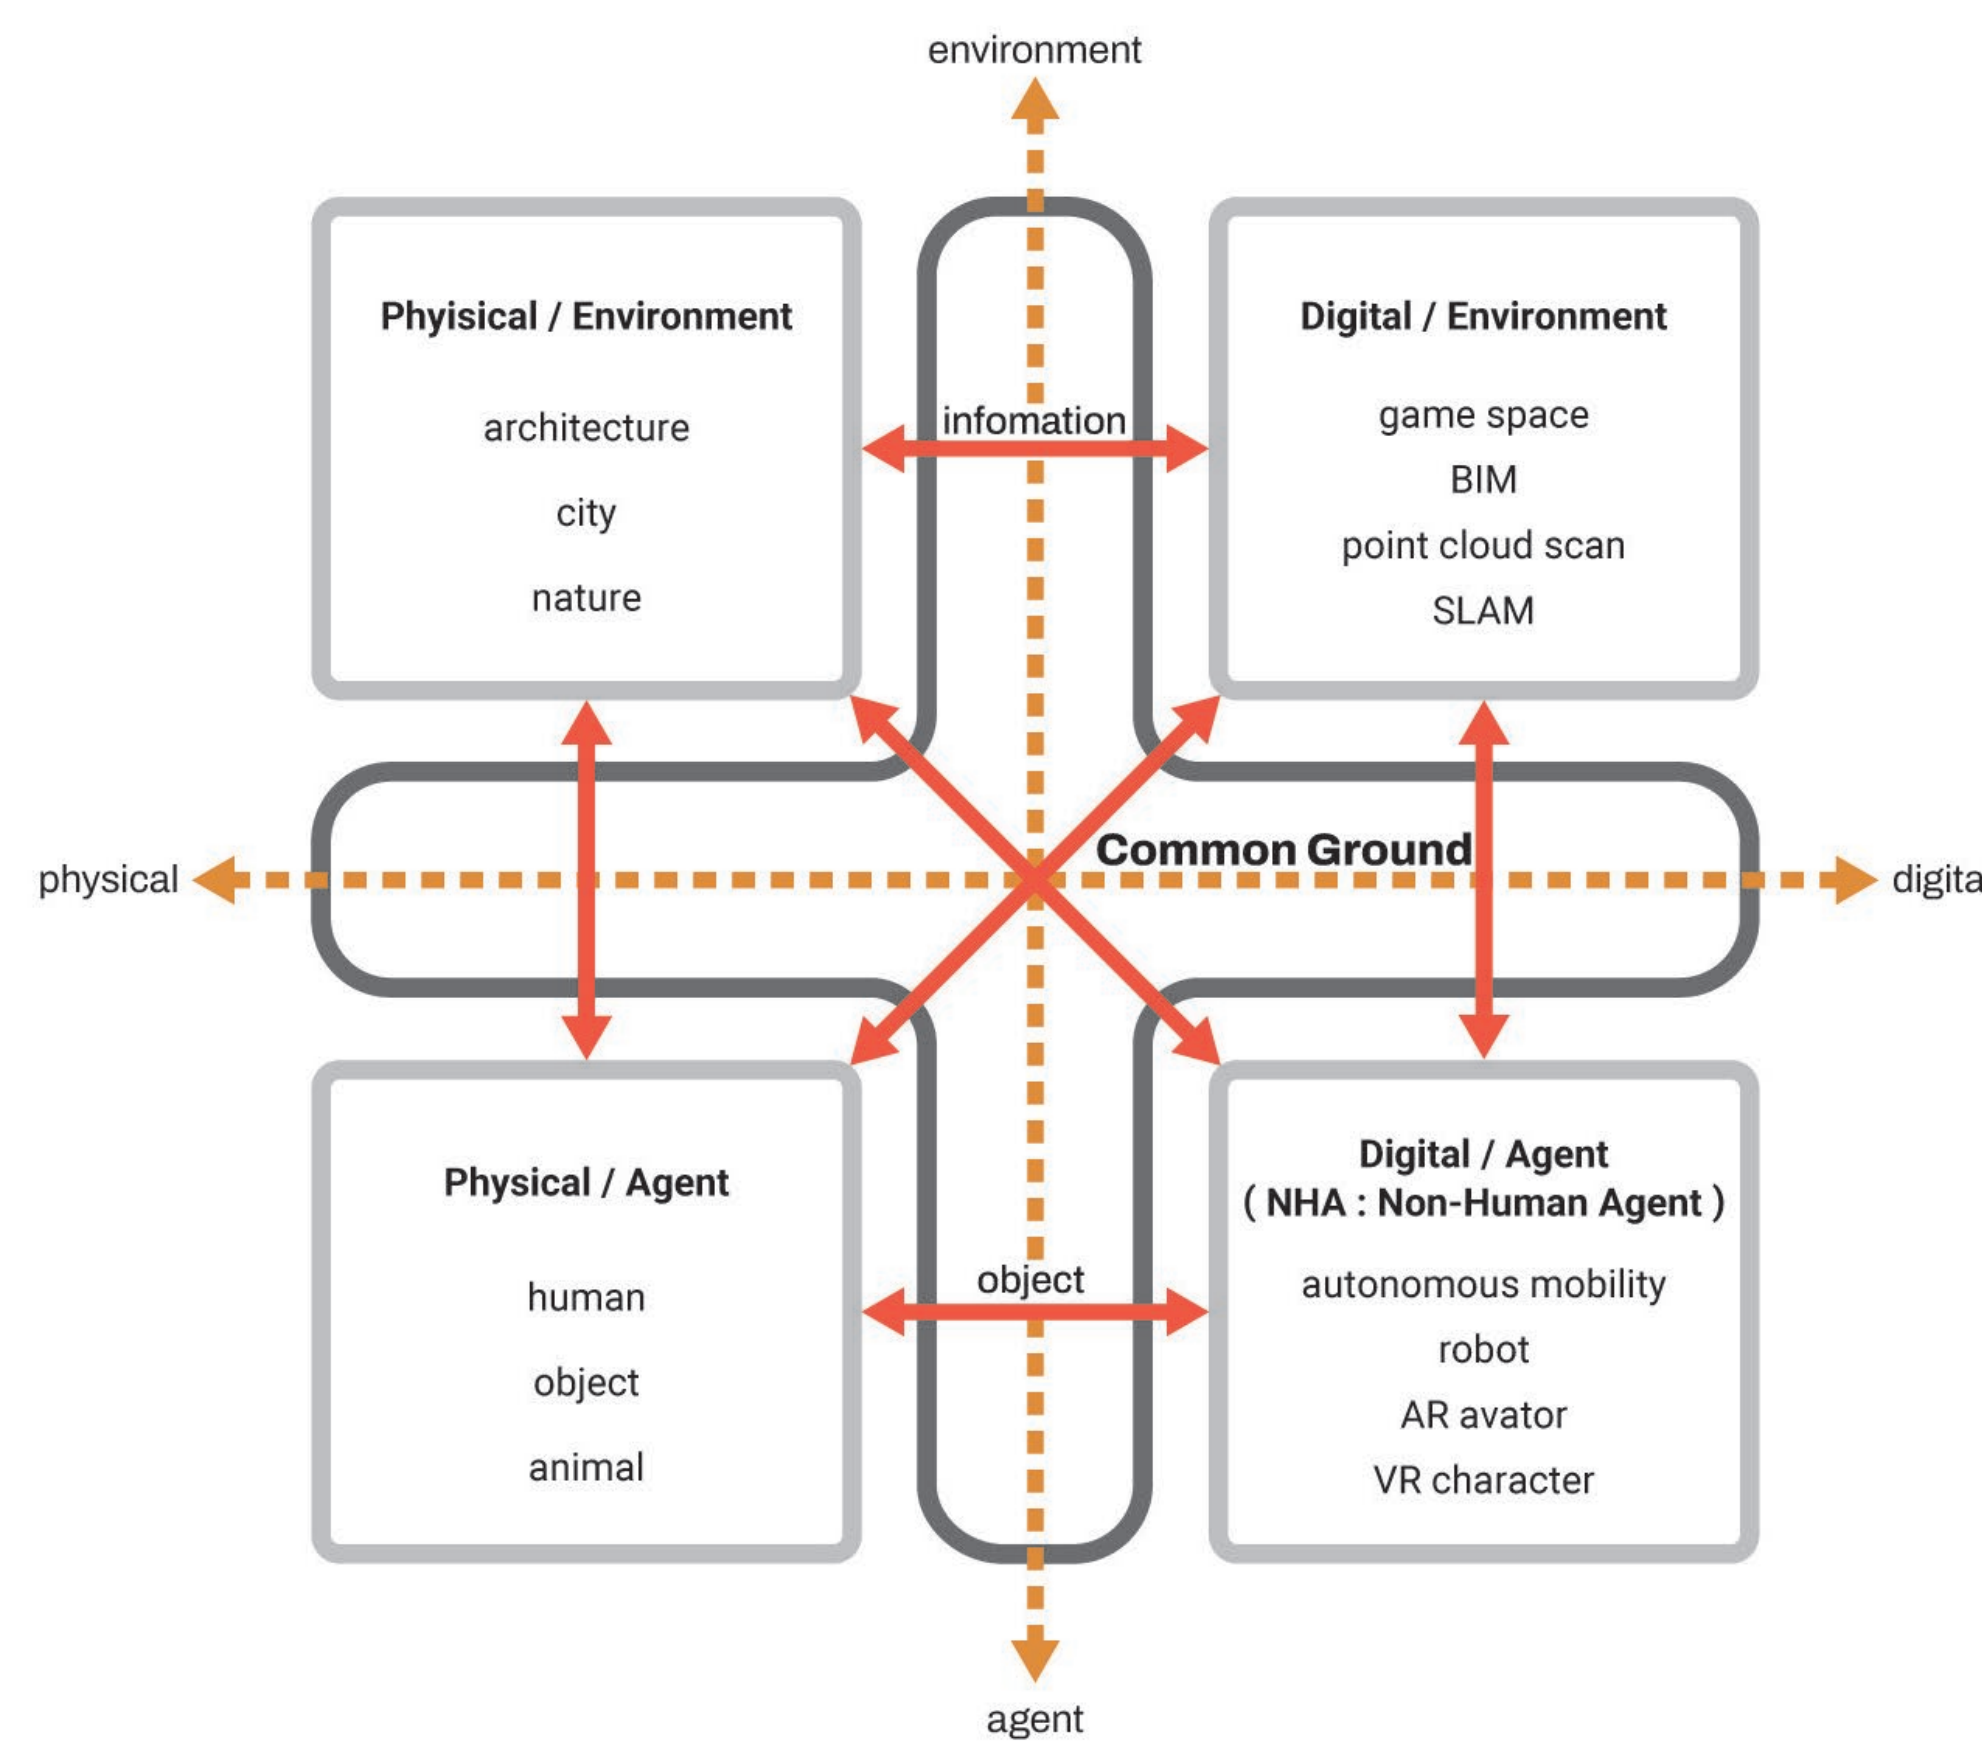 environment
Phyisical / Environment
architecture
city
nature
infomation
Digital / Environment
game space
BIM
point cloud scan
SLAM
physical
Common Ground
digita
Physical / Agent
human
object
animal
object
Digital / Agent
( NHA : Non-Human Agent )
autonomous mobility
robot
AR avator
VR character
agent